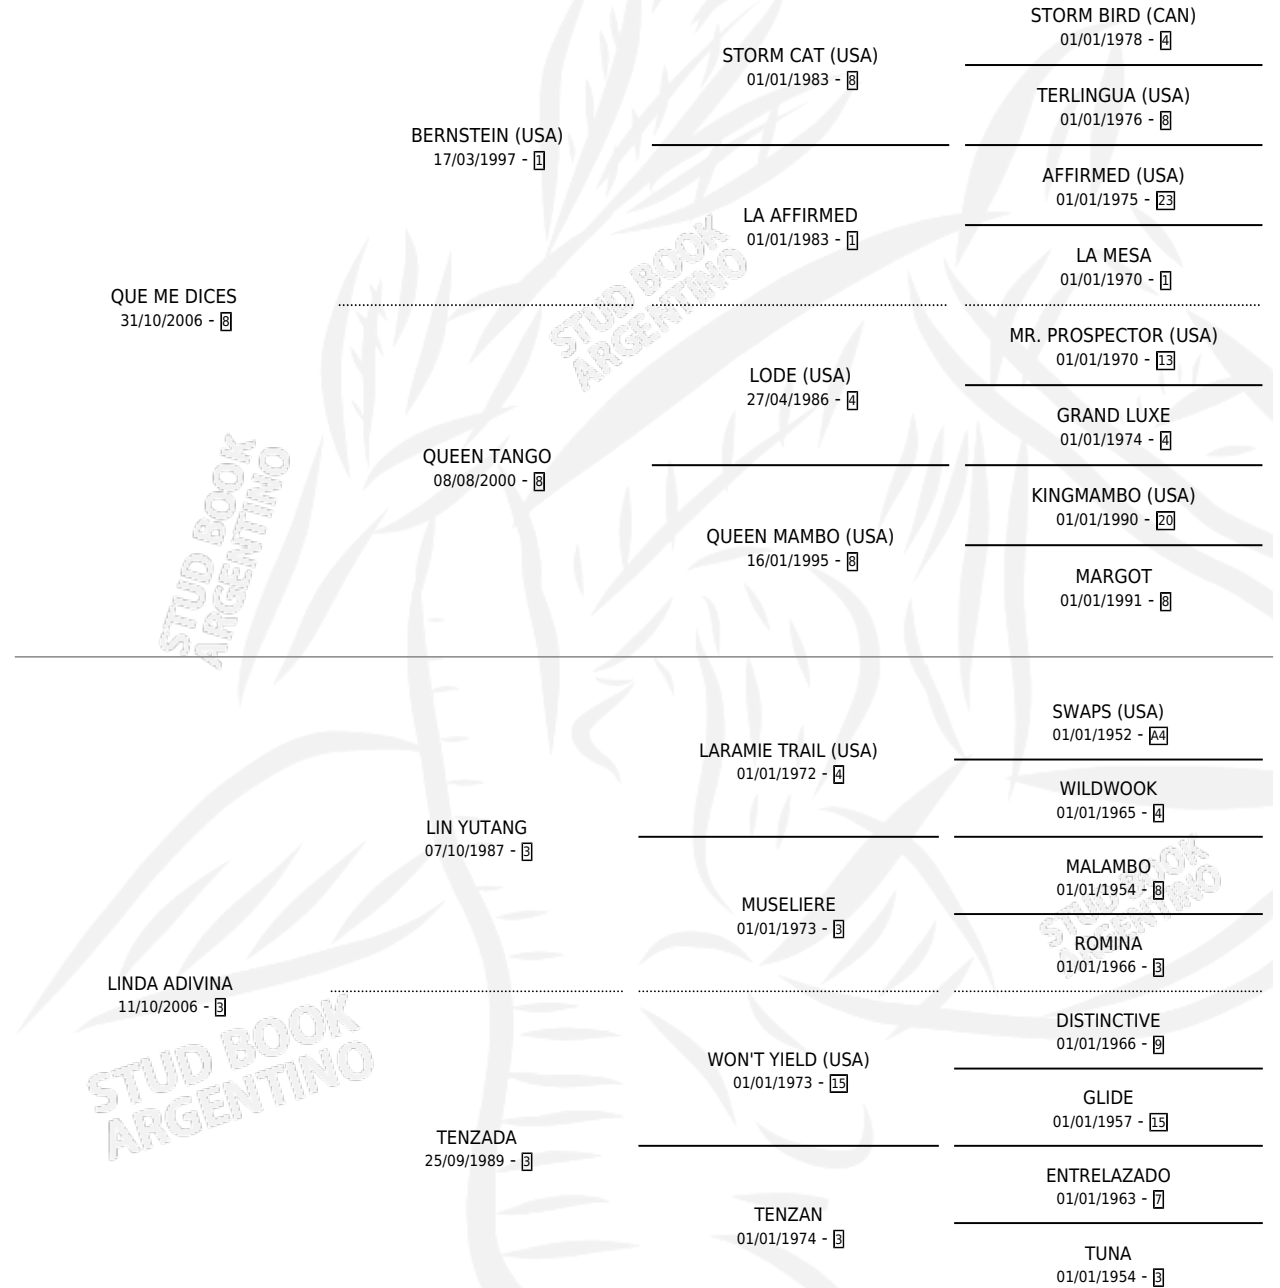 STORM BIRD (CAN)
01/01/1978 - 4
STORM CAT (USA)
01/01/1983 - 8
TERLINGUA (USA)
01/01/1976 - 8
BERNSTEIN (USA)
17/03/1997 - 1
AFFIRMED (USA)
01/01/1975 - 23
LA AFFIRMED
01/01/1983 - 1
LA MESA
01/01/1970 - 1
QUE ME DICES
31/10/2006 - 8
MR. PROSPECTOR (USA)
01/01/1970 - 13
LODE (USA)
27/04/1986 - 4
GRAND LUXE
01/01/1974 - 4
QUEEN TANGO
08/08/2000 - 8
KINGMAMBO (USA)
01/01/1990 - 20
QUEEN MAMBO (USA)
16/01/1995 - 8
MARGOT
01/01/1991 - 8
STUD BOOK
ARGENTINO
STUD BOOK
ARGENTINO
SWAPS (USA)
01/01/1952 - A4
LARAMIE TRAIL (USA)
01/01/1972 - 4
WILDWOOK
01/01/1965 - 4
LIN YUTANG
07/10/1987 - 3
MALAMBO
01/01/1954 - 8
MUSELIERE
01/01/1973 - 3
ROMINA
01/01/1966 - 3
LINDA ADIVINA
11/10/2006 - 3
DISTINCTIVE
01/01/1966 - 9
WON'T YIELD (USA)
01/01/1973 - 15
GLIDE
01/01/1957 - 15
TENZADA
25/09/1989 - 3
ENTRELAZADO
01/01/1963 - 7
TENZAN
01/01/1974 - 3
TUNA
01/01/1954 - 3
STUD BOOK
ARGENTINO
STUD BOOK
ARGENTINO